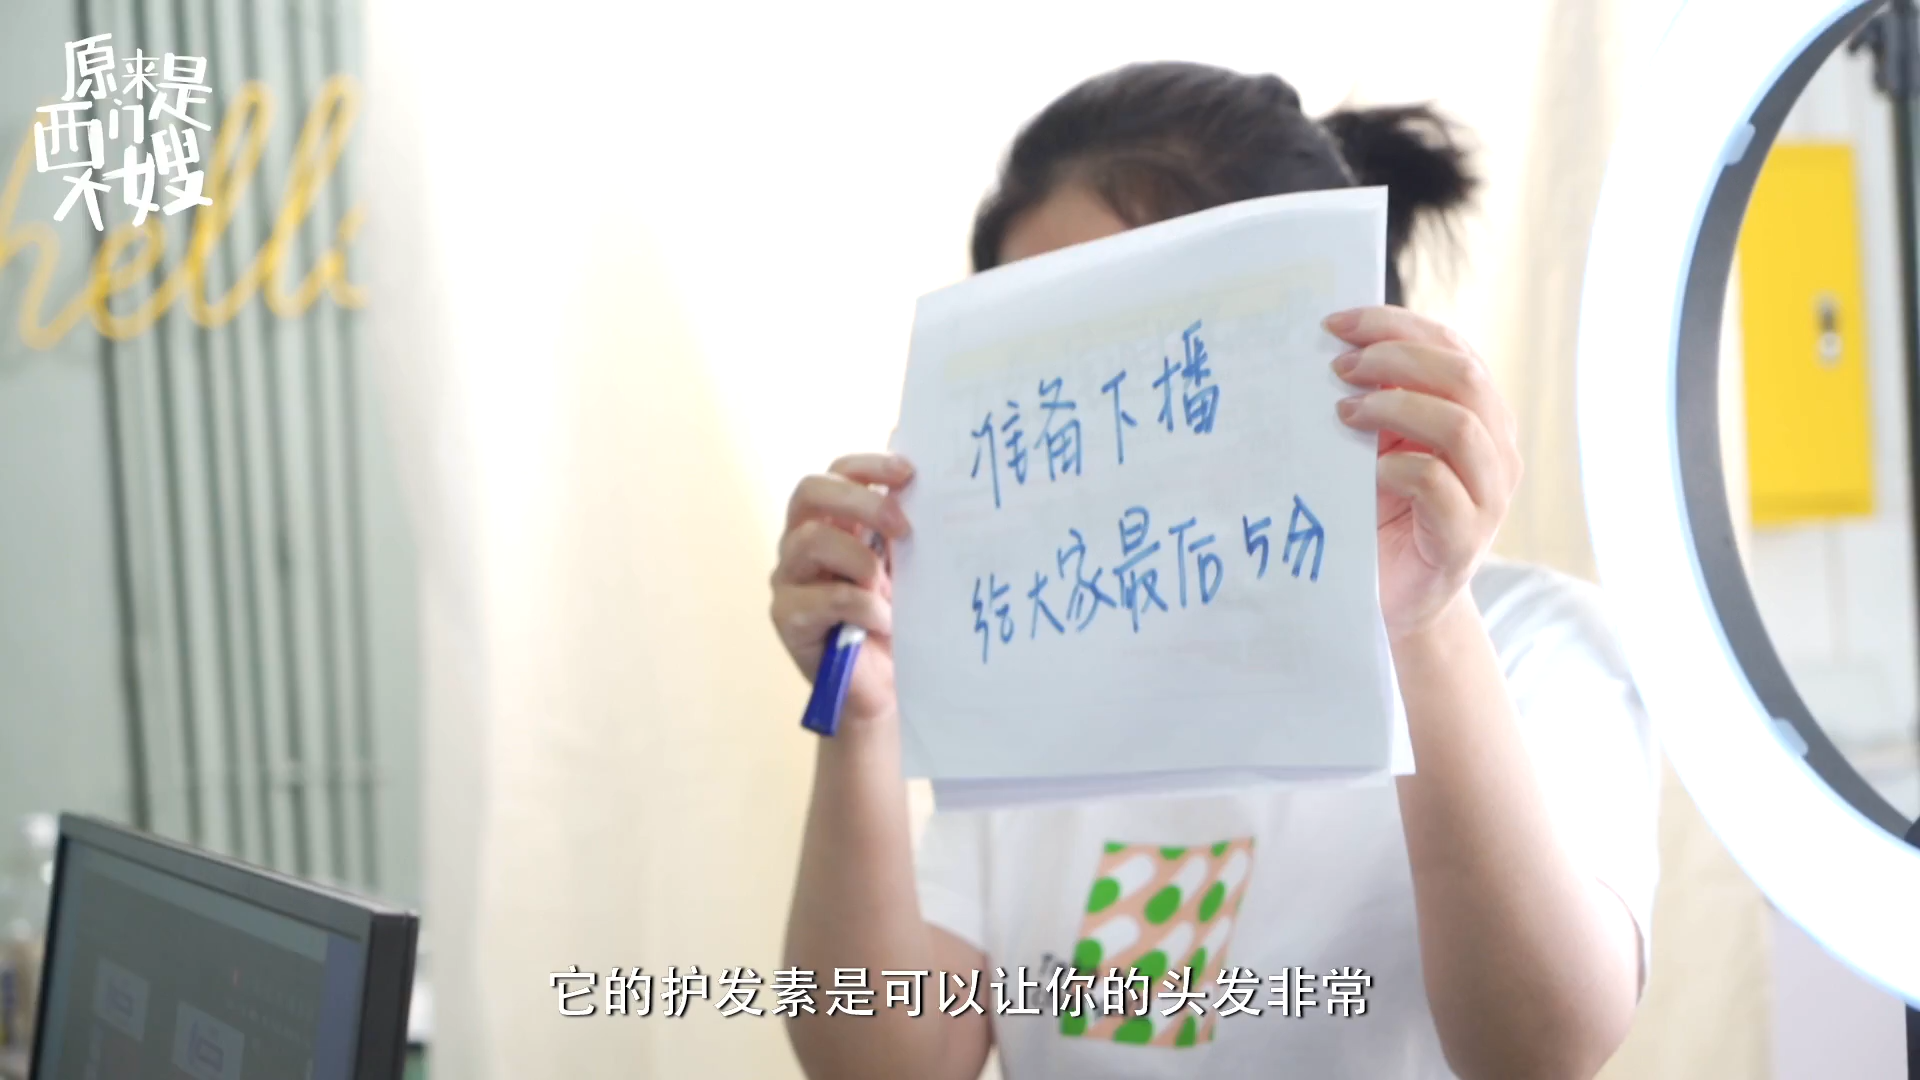 原来是
西门
大嫂
hello
准备下播
给大家最后5分
它的护发素是可以让你的头发非常